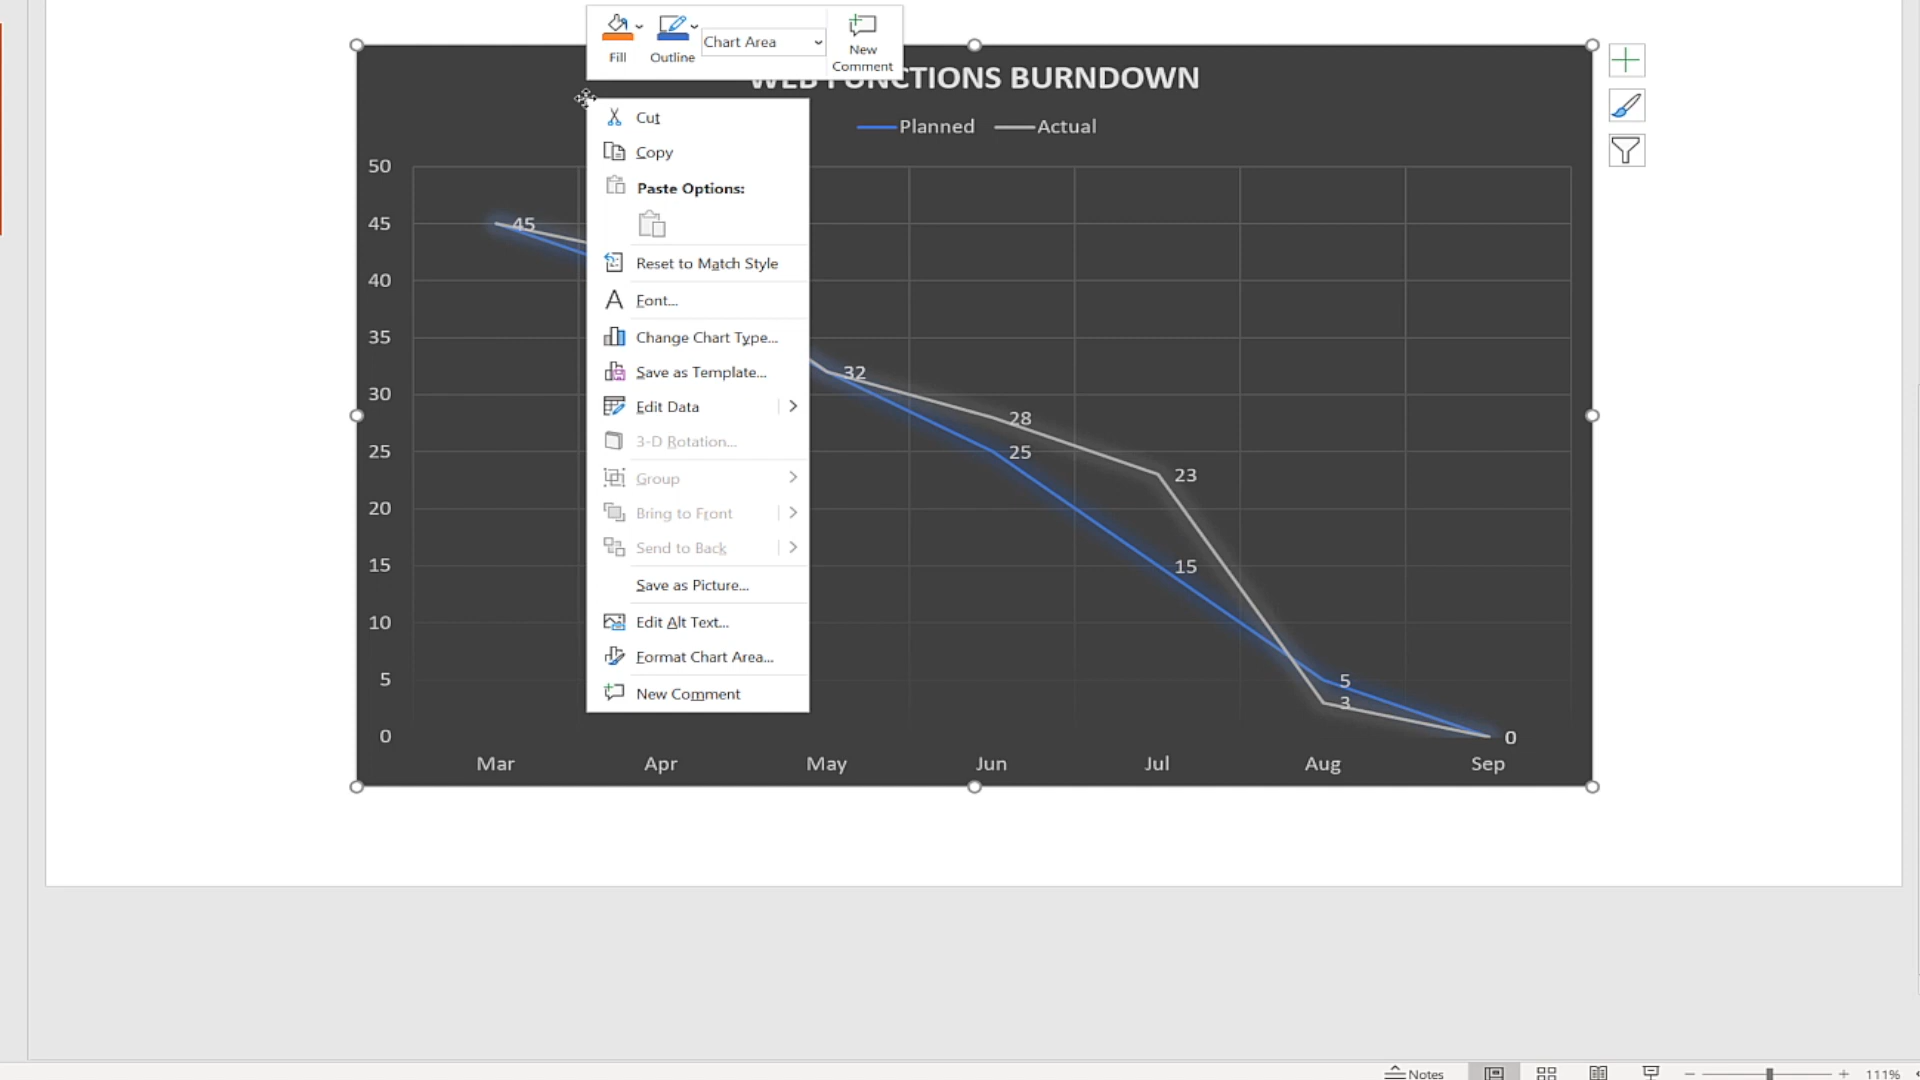 Fill
Outline
Chart Area
New
Comment
WEB FUNCTIONS BURNDOWN
Planned
Actual
Cut
Copy
Paste Options:
Reset to Match Style
Font...
Change Chart Type...
Save as Template...
Edit Data
3-D Rotation...
Group
Bring to Front
Send to Back
Save as Picture...
Edit Alt Text...
Format Chart Area...
New Comment
50
45
40
35
30
25
20
15
10
5
0
45
32
28
25
23
15
5
3
0
Mar
Apr
May
Jun
Jul
Aug
Sep
Notes
111%